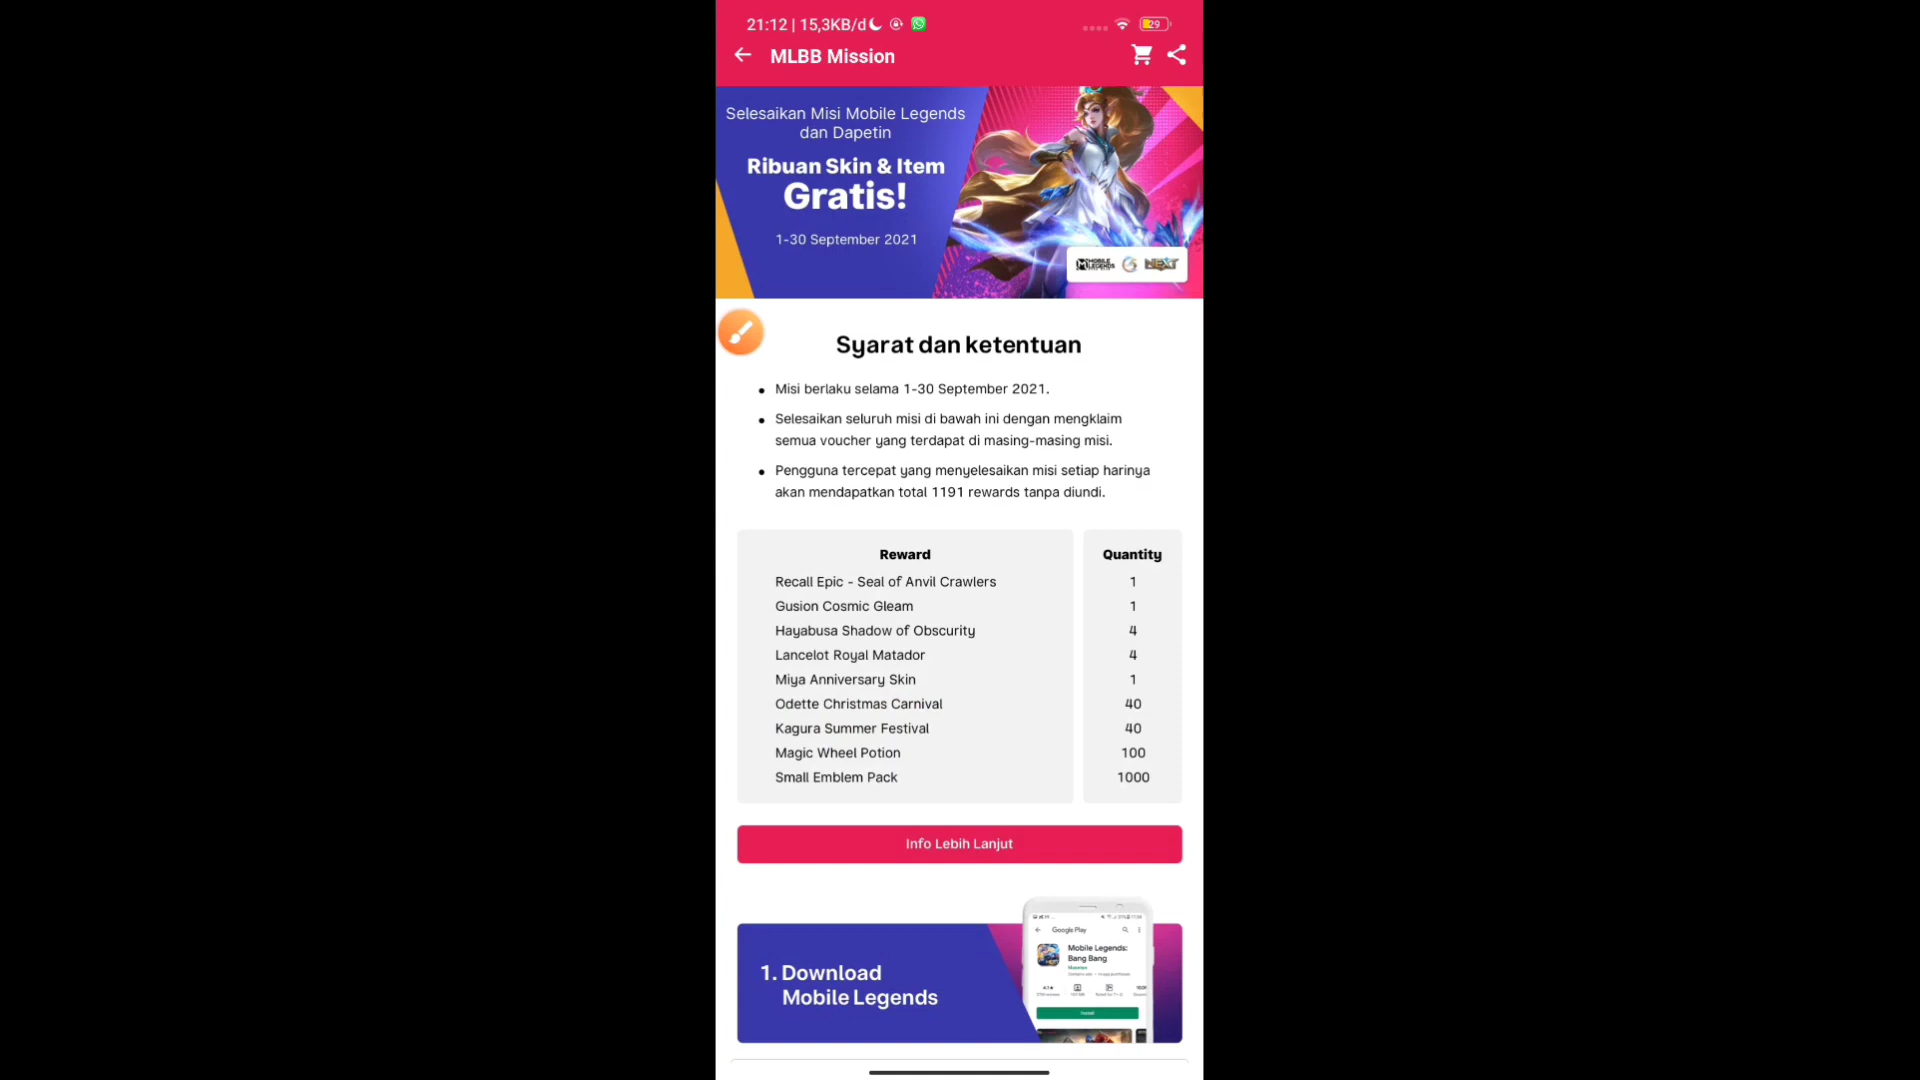 21:12 | 15,3KB/d
29
MLBB Mission
Selesaikan Misi Mobile Legends
dan Dapetin
Ribuan Skin & Item
Gratis!
1-30 September 2021
MOBILE
LEGENDS
NEXT
Syarat dan ketentuan
Misi berlaku selama 1-30 September 2021.
Selesaikan seluruh misi di bawah ini dengan mengklaim
semua voucher yang terdapat di masing-masing misi.
Pengguna tercepat yang menyelesaikan misi setiap harinya
akan mendapatkan total 1191 rewards tanpa diundi.
Reward Quantity
Recall Epic - Seal of Anvil Crawlers 1
Gusion Cosmic Gleam 1
Hayabusa Shadow of Obscurity 4
Lancelot Royal Matador 4
Miya Anniversary Skin 1
Odette Christmas Carnival 40
Kagura Summer Festival 40
Magic Wheel Potion 100
Small Emblem Pack 1000
Info Lebih Lanjut
1. Download
Mobile Legends
Google Play
Mobile Legends:
Bang Bang